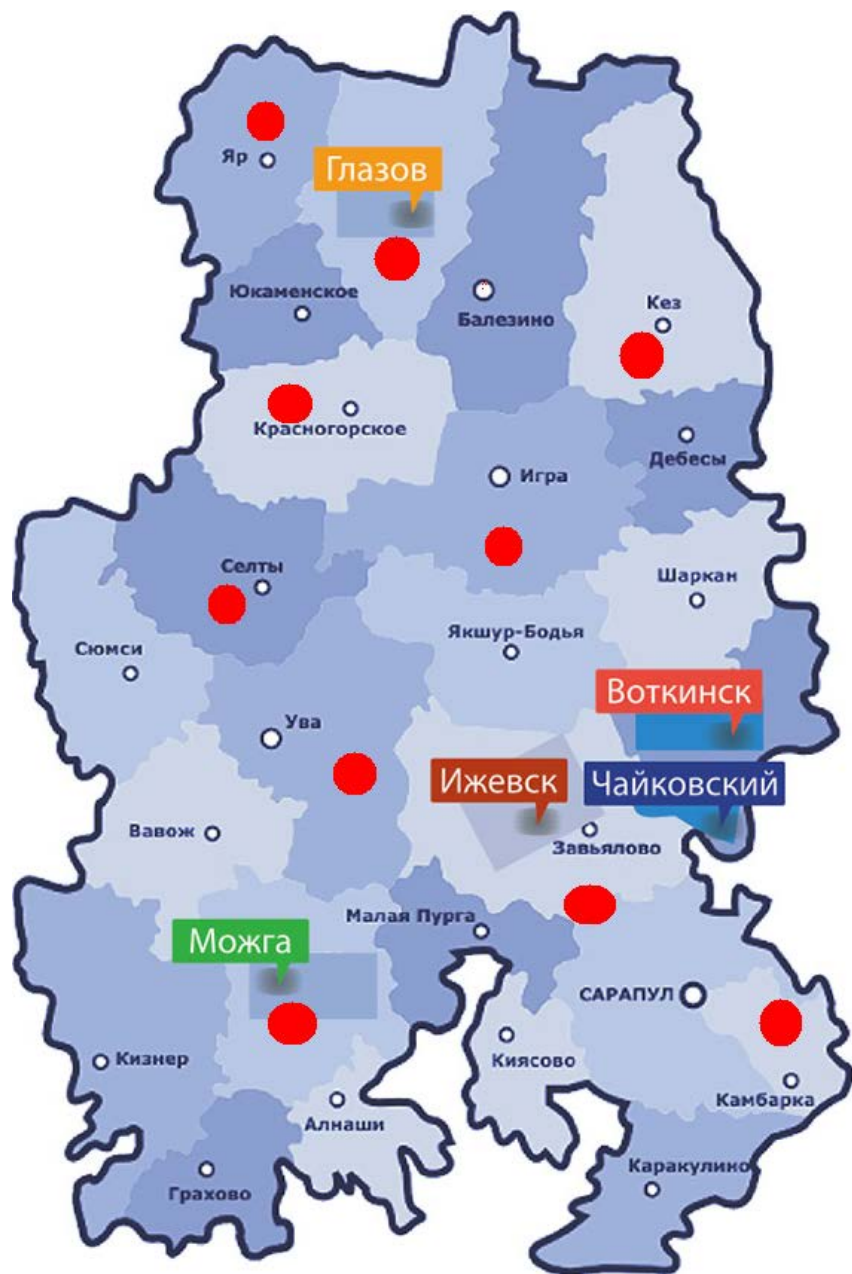 Яр
Глазов
Юкаменское
Балезино
Кез
Красногорское
Игра
Дебесы
Селты
Шаркан
Якшур-Бодья
Сюмси
Воткинск
Ува
Ижевск
Чайковский
Вавож
Завьялово
Малая Пурга
Можга
САРАПУЛ
Киясово
Кизнер
Камбарка
Алнаши
Каракулино
Грахово